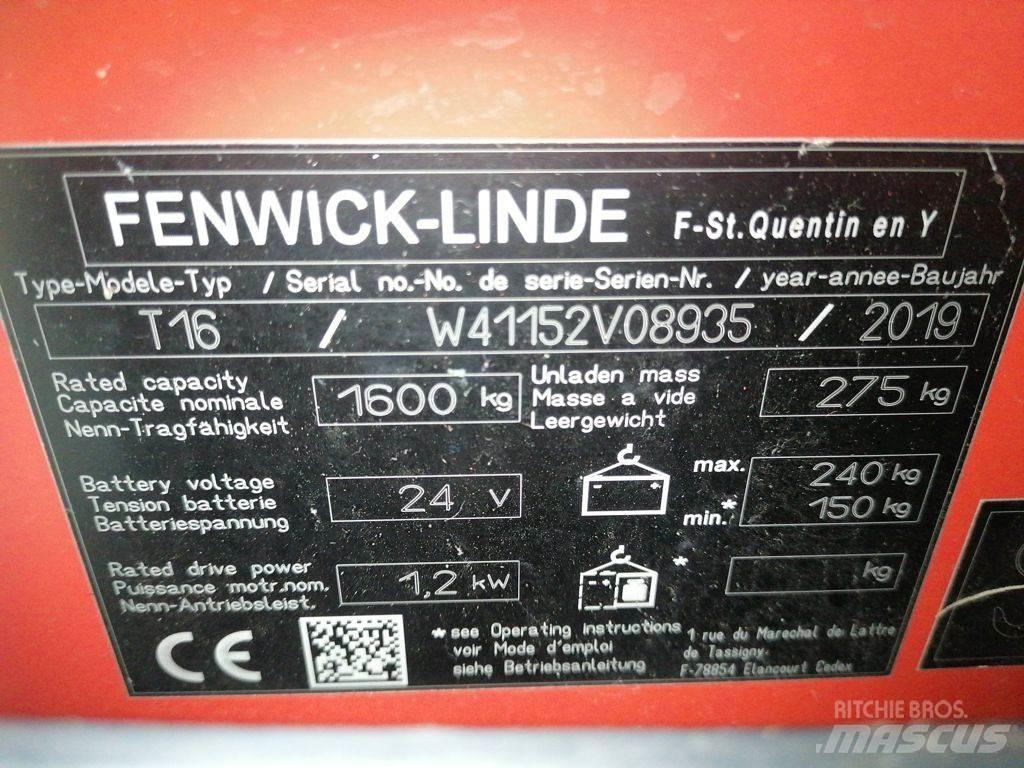 FENWICK-LINDE F-St.Quentin en Y
Type-Modele-Typ / Serial no.-No. de serie-Serien-Nr. / year-annee-Baujahr
T16 / W41152V08935 / 2019
Rated capacity
Capacite nominale
Nenn-Tragfähigkeit
1600 kg
Unladen mass
Masse a vide
Leergewicht
275 kg
Battery voltage
Tension batterie
Batteriespannung
24 V
max. 240 kg
min.* 150 kg
Rated drive power
Puissance motr.nom.
Nenn-Antriebsleist.
1,2 kW
* kg
CE
* see Operating instructions
voir Mode d'emploi
siehe Betriebsanleitung
1 rue du Marechal de Lattre
de Tassigny
F-78854 Elancourt Cedex
RITCHIE BROS.
MASCUS